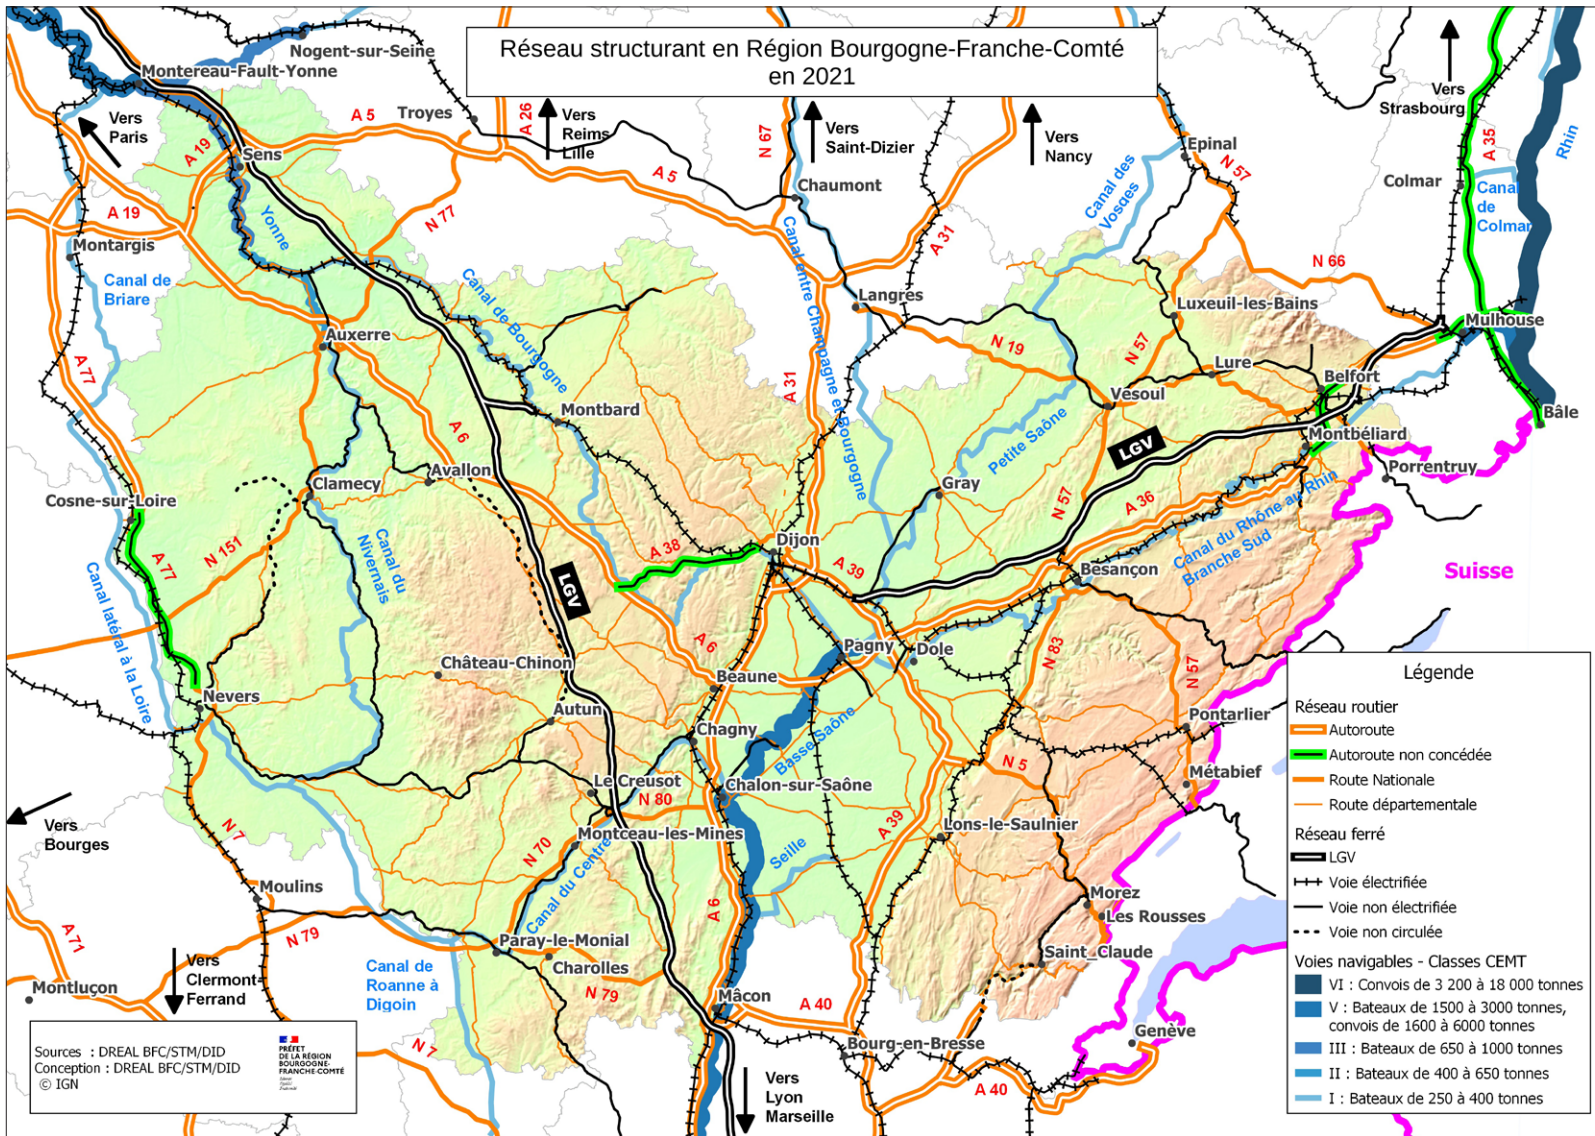 Réseau structurant en Région Bourgogne-Franche-Comté
en 2021
Nogent-sur-Seine
Montereau-Fault-Yonne
Vers
Paris
A 5
Troyes
A 26
Vers
Reims
Lille
N 67
Vers
Saint-Dizier
Vers
Nancy
Vers
Strasbourg
A 35
Rhin
Epinal
N 57
A 19
Sens
A 5
Chaumont
Canal des
Vosges
Colmar
Canal
de
Colmar
A 19
Yonne
N 77
A 31
Montargis
N 66
Canal de
Briare
Canal de Bourgogne
Canal entre Champagne et Bourgogne
Langres
Luxeuil-les-Bains
Mulhouse
Auxerre
N 19
N 57
Lure
Belfort
A 77
A 31
Montbard
Vesoul
Bâle
A 6
Petite Saône
LGV
Montbéliard
Avallon
Porrentruy
Clamecy
Gray
Cosne-sur-Loire
N 57
A 36
Canal du Rhône au Rhin
Branche Sud
A 77
N 151
Canal du
Nivernais
A 38
Dijon
A 39
Besançon
Suisse
Canal latéral à la Loire
LGV
A 6
Pagny
Dole
N 83
Château-Chinon
N 57
Nevers
Beaune
Autun
Chagny
Basse Saône
Pontarlier
N 5
Métabief
Le Creusot
N 80
Chalon-sur-Saône
Vers
Bourges
N 7
Montceau-les-Mines
A 39
Lons-le-Saulnier
N 70
Canal du Centre
Seille
Moulins
Morez
Les Rousses
A 71
N 79
A 6
Paray-le-Monial
Charolles
Saint_Claude
Vers
Clermont-
Ferrand
Canal de
Roanne à
Digoin
Montluçon
N 79
Mâcon
A 40
Genève
N 7
Bourg-en-Bresse
A 40
Vers
Lyon
Marseille
Sources : DREAL BFC/STM/DID
Conception : DREAL BFC/STM/DID
© IGN
PRÉFET
DE LA RÉGION
BOURGOGNE-
FRANCHE-COMTÉ
Légende
Réseau routier
Autoroute
Autoroute non concédée
Route Nationale
Route départementale
Réseau ferré
LGV
Voie électrifiée
Voie non électrifiée
Voie non circulée
Voies navigables - Classes CEMT
VI : Convois de 3 200 à 18 000 tonnes
V : Bateaux de 1500 à 3000 tonnes,
convois de 1600 à 6000 tonnes
III : Bateaux de 650 à 1000 tonnes
II : Bateaux de 400 à 650 tonnes
I : Bateaux de 250 à 400 tonnes